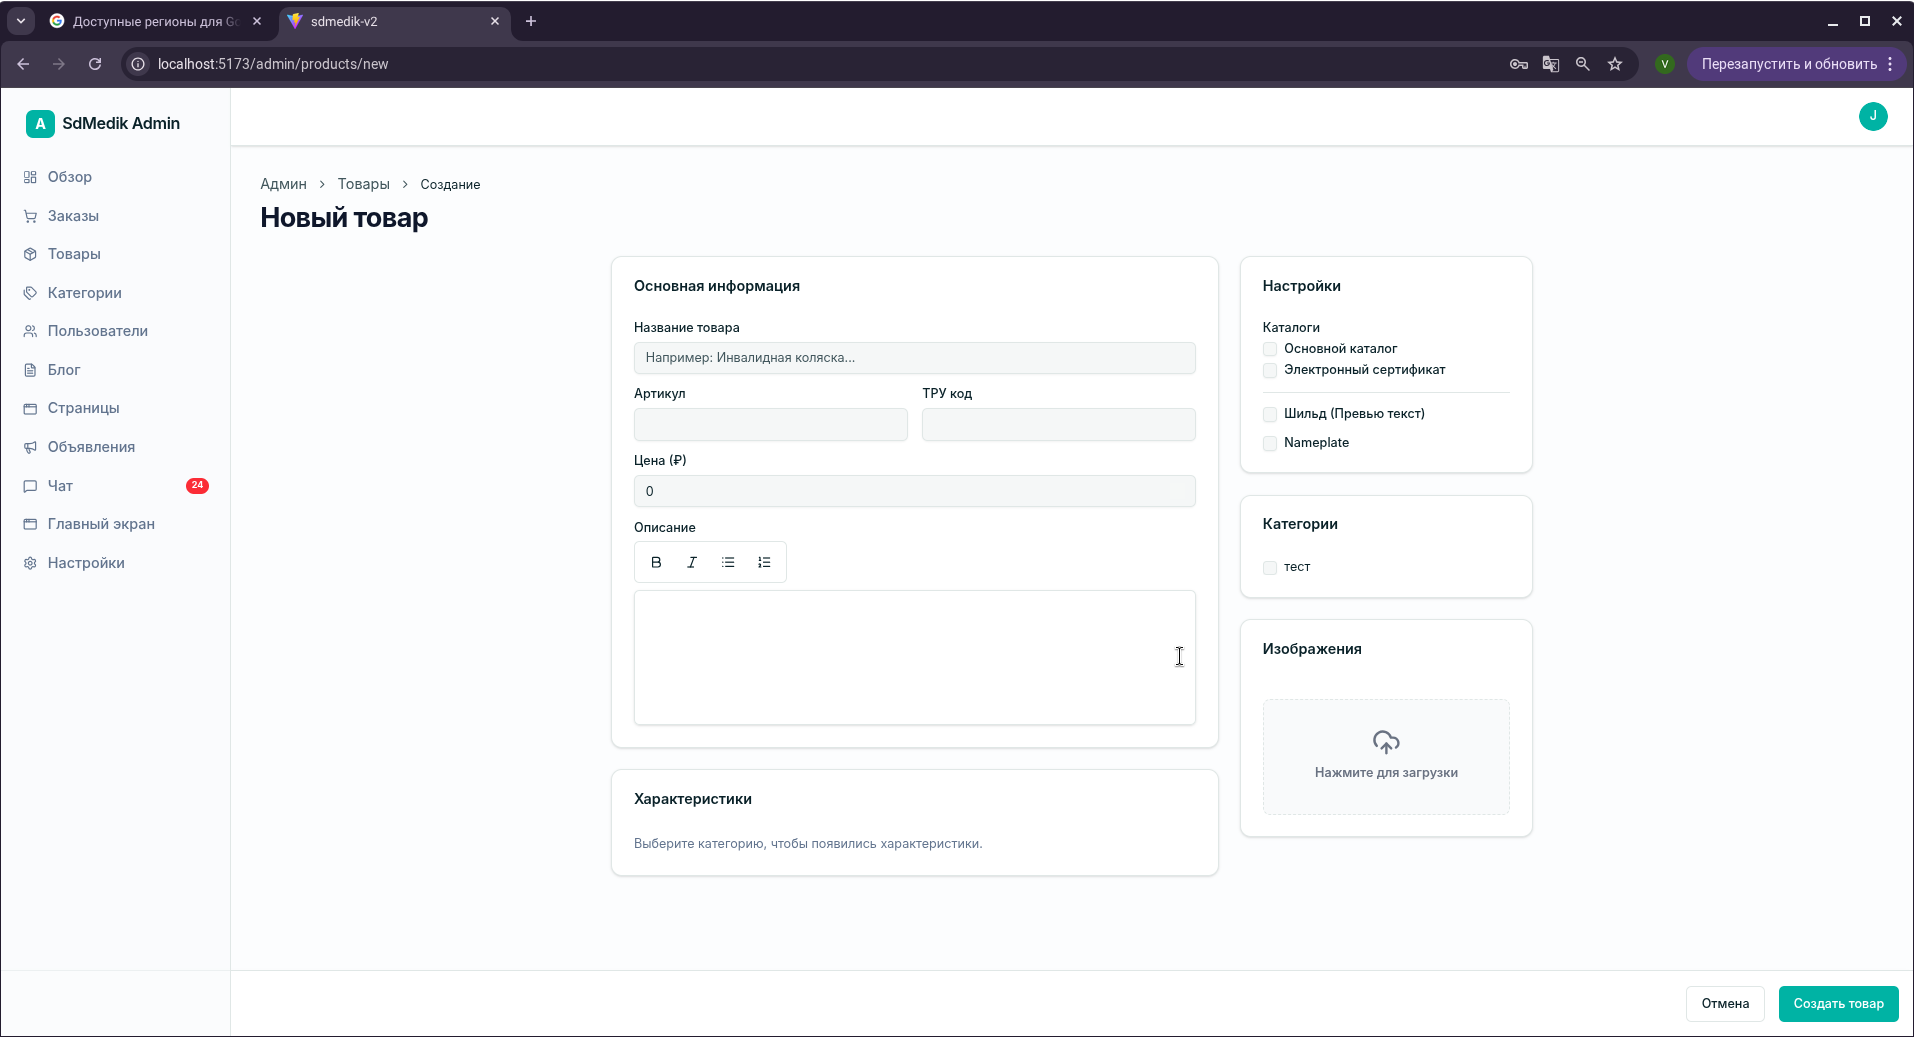 Доступные регионы для Go
sdmedik-v2
localhost:5173/admin/products/new
V
Перезапустить и обновить
A
SdMedik Admin
J
Обзор
Заказы
Товары
Категории
Пользователи
Блог
Страницы
Объявления
Чат
24
Главный экран
Настройки
Админ > Товары > Создание
Новый товар
Основная информация
Название товара
Например: Инвалидная коляска...
Артикул
ТРУ код
Цена (₽)
0
Описание
B I
Характеристики
Выберите категорию, чтобы появились характеристики.
Настройки
Каталоги
Основной каталог
Электронный сертификат
Шильд (Превью текст)
Nameplate
Категории
тест
Изображения
Нажмите для загрузки
Отмена
Создать товар